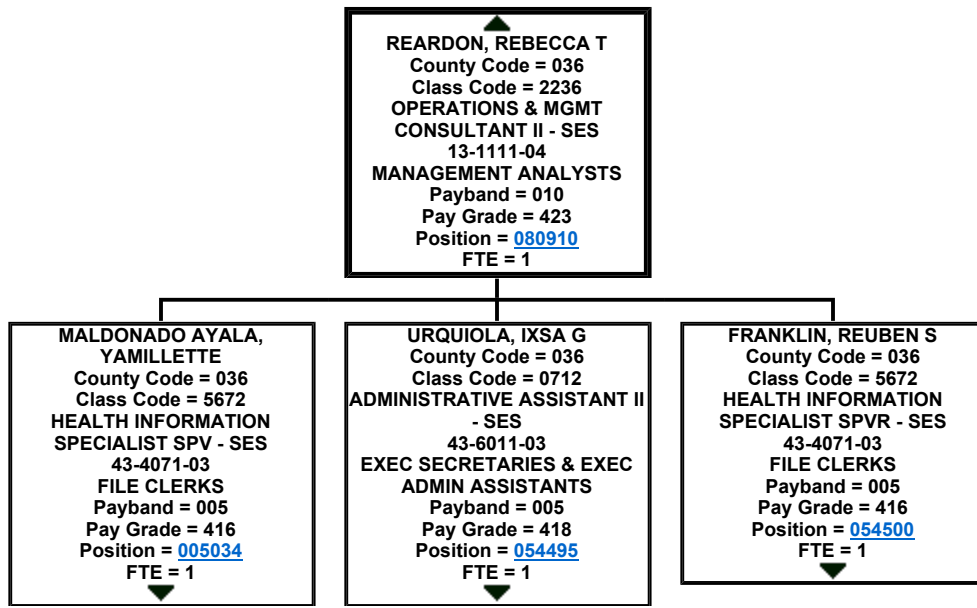 REARDON, REBECCA T
County Code = 036
Class Code = 2236
OPERATIONS & MGMT
CONSULTANT II - SES
13-1111-04
MANAGEMENT ANALYSTS
Payband = 010
Pay Grade = 423
Position = 080910
FTE = 1
MALDONADO AYALA,
YAMILLETTE
County Code = 036
Class Code = 5672
HEALTH INFORMATION
SPECIALIST SPV - SES
43-4071-03
FILE CLERKS
Payband = 005
Pay Grade = 416
Position = 005034
FTE = 1
URQUIOLA, IXSA G
County Code = 036
Class Code = 0712
ADMINISTRATIVE ASSISTANT II
- SES
43-6011-03
EXEC SECRETARIES & EXEC
ADMIN ASSISTANTS
Payband = 005
Pay Grade = 418
Position = 054495
FTE = 1
FRANKLIN, REUBEN S
County Code = 036
Class Code = 5672
HEALTH INFORMATION
SPECIALIST SPVR - SES
43-4071-03
FILE CLERKS
Payband = 005
Pay Grade = 416
Position = 054500
FTE = 1